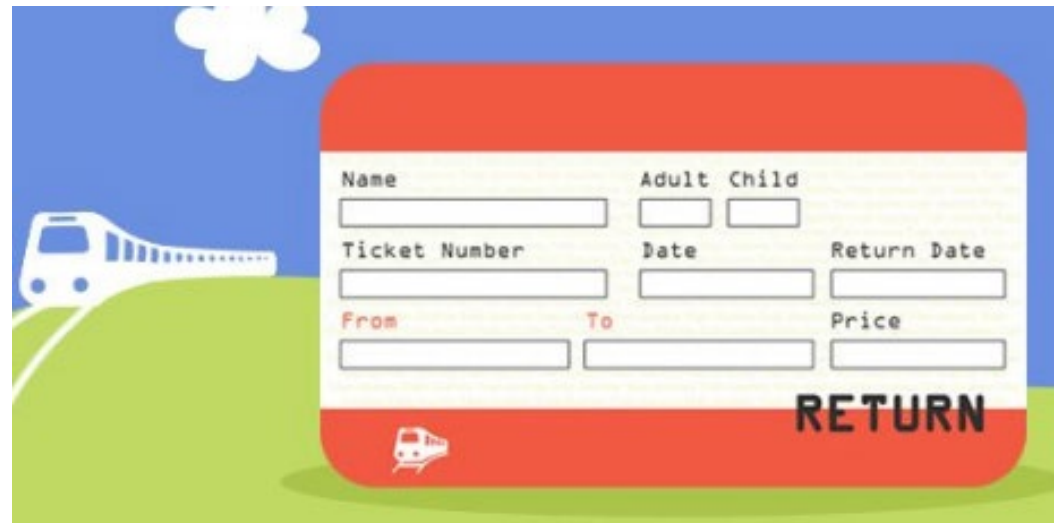 Name Adult Child
Ticket Number Date Return Date
From To Price
RETURN